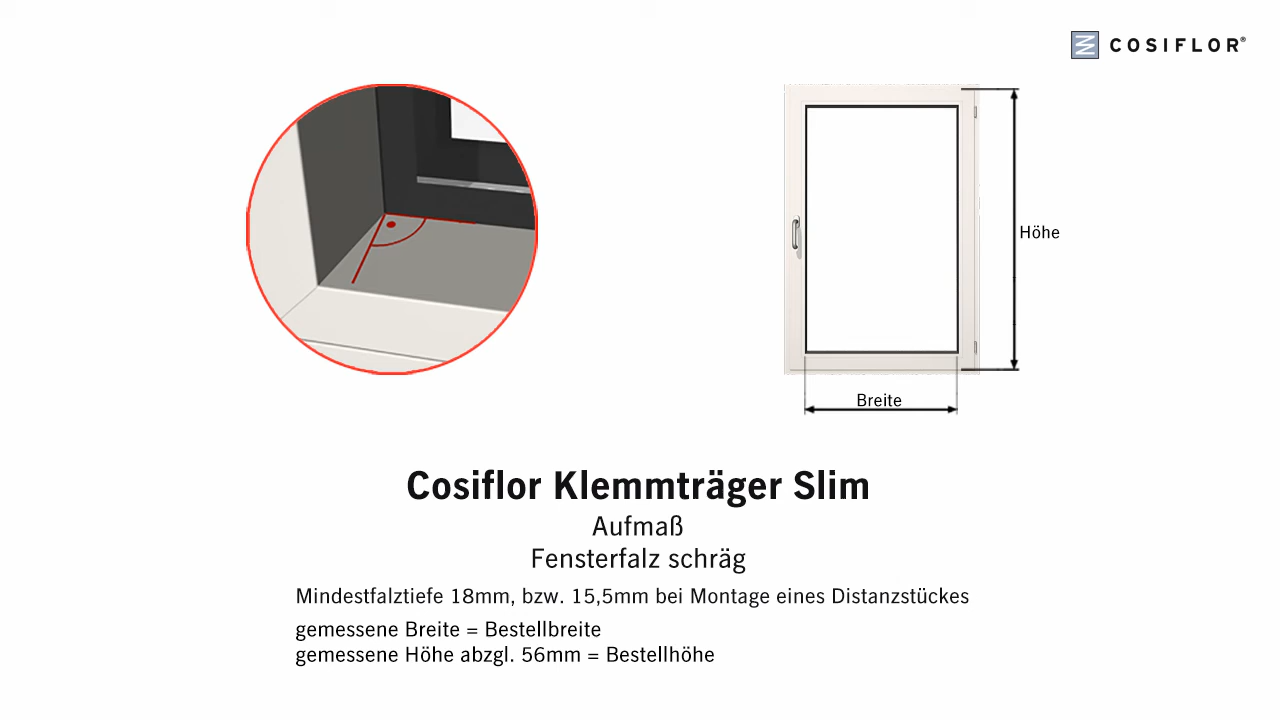 COSIFLOR®
Höhe
Breite
Cosiflor Klemmträger Slim
Aufmaß
Fensterfalz schräg
Mindestfalztiefe 18mm, bzw. 15,5mm bei Montage eines Distanzstückes
gemessene Breite = Bestellbreite
gemessene Höhe abzgl. 56mm = Bestellhöhe